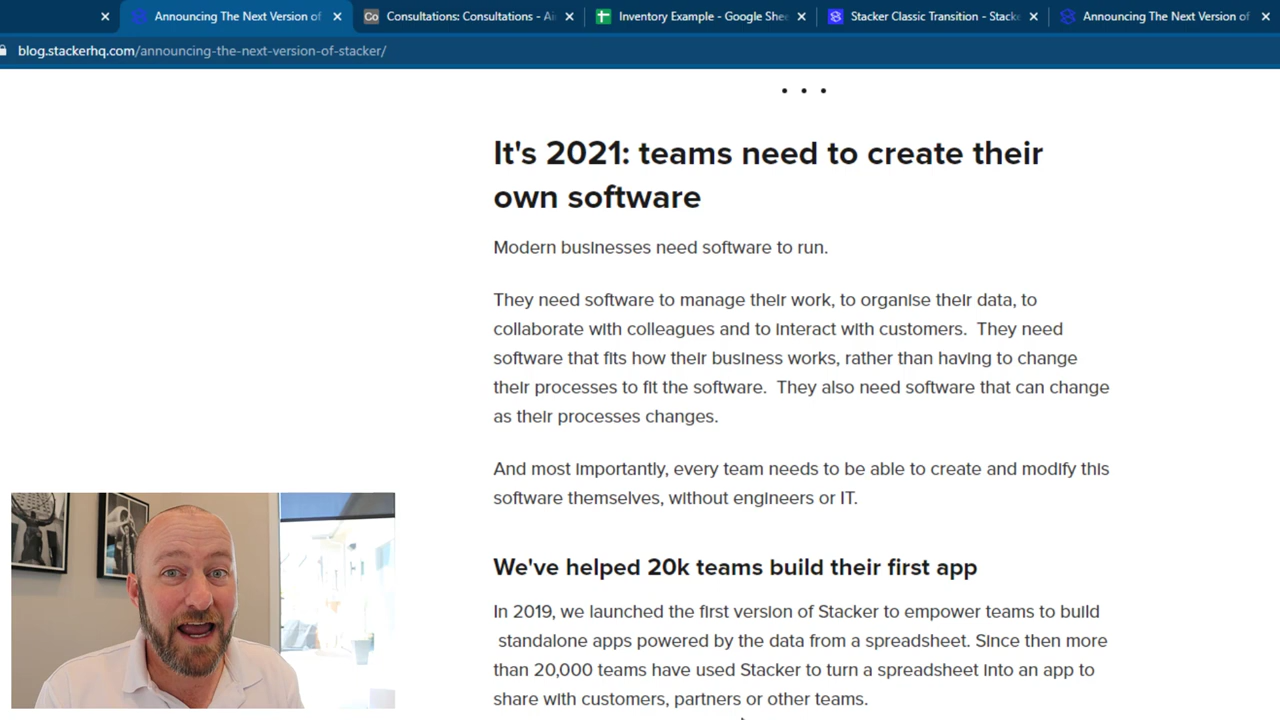 Announcing The Next Version of
Consultations: Consultations - Ai
Inventory Example - Google Shee
Stacker Classic Transition - Stack
Announcing The Next Version of
blog.stackerhq.com/announcing-the-next-version-of-stacker/
It's 2021: teams need to create their
own software
Modern businesses need software to run.
They need software to manage their work, to organise their data, to
collaborate with colleagues and to interact with customers. They need
software that fits how their business works, rather than having to change
their processes to fit the software. They also need software that can change
as their processes changes.
And most importantly, every team needs to be able to create and modify this
software themselves, without engineers or IT.
We've helped 20k teams build their first app
In 2019, we launched the first version of Stacker to empower teams to build
standalone apps powered by the data from a spreadsheet. Since then more
than 20,000 teams have used Stacker to turn a spreadsheet into an app to
share with customers, partners or other teams.